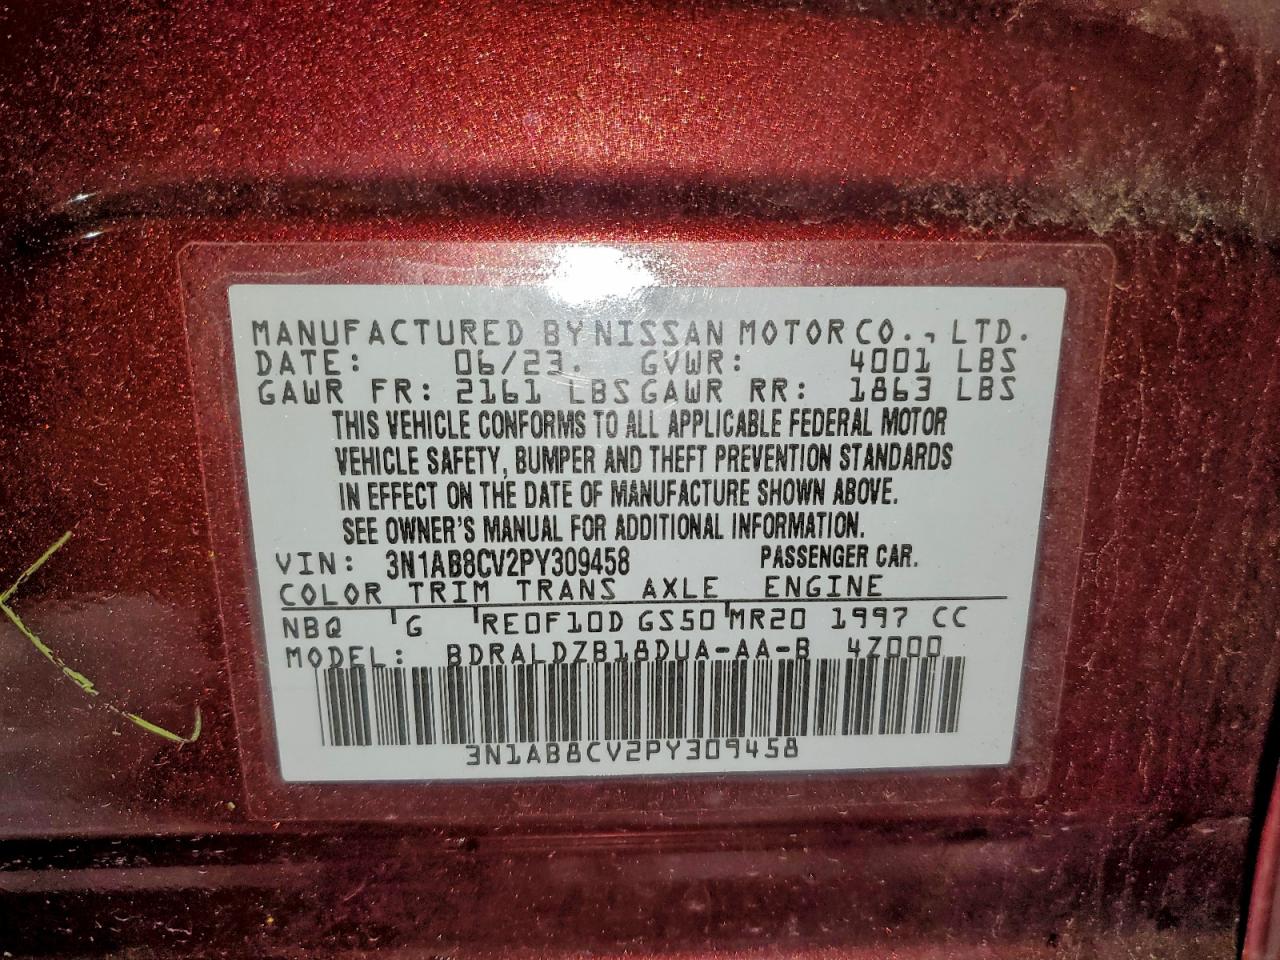 MANUFACTURED BY NISSAN MOTOR CO., LTD.
DATE: 06/23. GVWR: 4001 LBS
GAWR FR: 2161 LBS GAWR RR: 1863 LBS
THIS VEHICLE CONFORMS TO ALL APPLICABLE FEDERAL MOTOR
VEHICLE SAFETY, BUMPER AND THEFT PREVENTION STANDARDS
IN EFFECT ON THE DATE OF MANUFACTURE SHOWN ABOVE.
SEE OWNER'S MANUAL FOR ADDITIONAL INFORMATION.
VIN: 3N1AB8CV2PY309458 PASSENGER CAR.
COLOR TRIM TRANS AXLE ENGINE
NBQ G RE0F10D GS50 MR20 1997 CC
MODEL: BDRALDZB18DUA-AA-B 4Z000
3N1AB8CV2PY309458